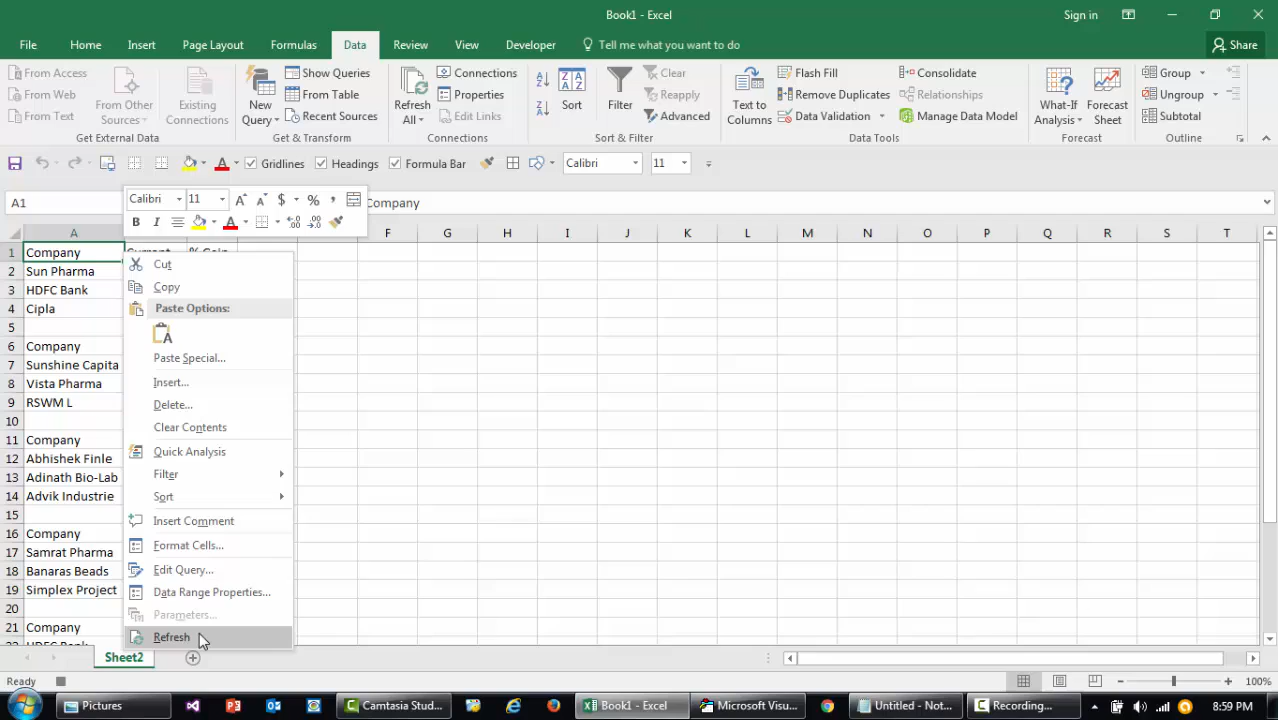 Book1 - Excel
Sign in
File Home Insert Page Layout Formulas Data Review View Developer Tell me what you want to do Share
From Access
From Web
From Text
From Other Sources
Existing Connections
Get External Data
New Query
Show Queries
From Table
Recent Sources
Get & Transform
Refresh All
Connections
Properties
Edit Links
Connections
Sort
Filter
Clear
Reapply
Advanced
Sort & Filter
Text to Columns
Flash Fill
Remove Duplicates
Data Validation
Consolidate
Relationships
Manage Data Model
Data Tools
What-If Analysis
Forecast Sheet
Forecast
Group
Ungroup
Subtotal
Outline
Gridlines Headings Formula Bar Calibri 11
A1 Company
Calibri 11 A A $ % ,
B I A .00
A F G H I J K L M N O P Q R S T
1 Company
2 Sun Pharma
3 HDFC Bank
4 Cipla
5
6 Company
7 Sunshine Capita
8 Vista Pharma
9 RSWM L
10
11 Company
12 Abhishek Finle
13 Adinath Bio-Lab
14 Advik Industrie
15
16 Company
17 Samrat Pharma
18 Banaras Beads
19 Simplex Project
20
21 Company
Cut
Copy
Paste Options:
Paste Special...
Insert...
Delete...
Clear Contents
Quick Analysis
Filter
Sort
Insert Comment
Format Cells...
Edit Query...
Data Range Properties...
Parameters...
Refresh
Sheet2
Ready 100%
Pictures Camtasia Stud... Book1 - Excel Microsoft Visu... Untitled - Not... Recording... 8:59 PM